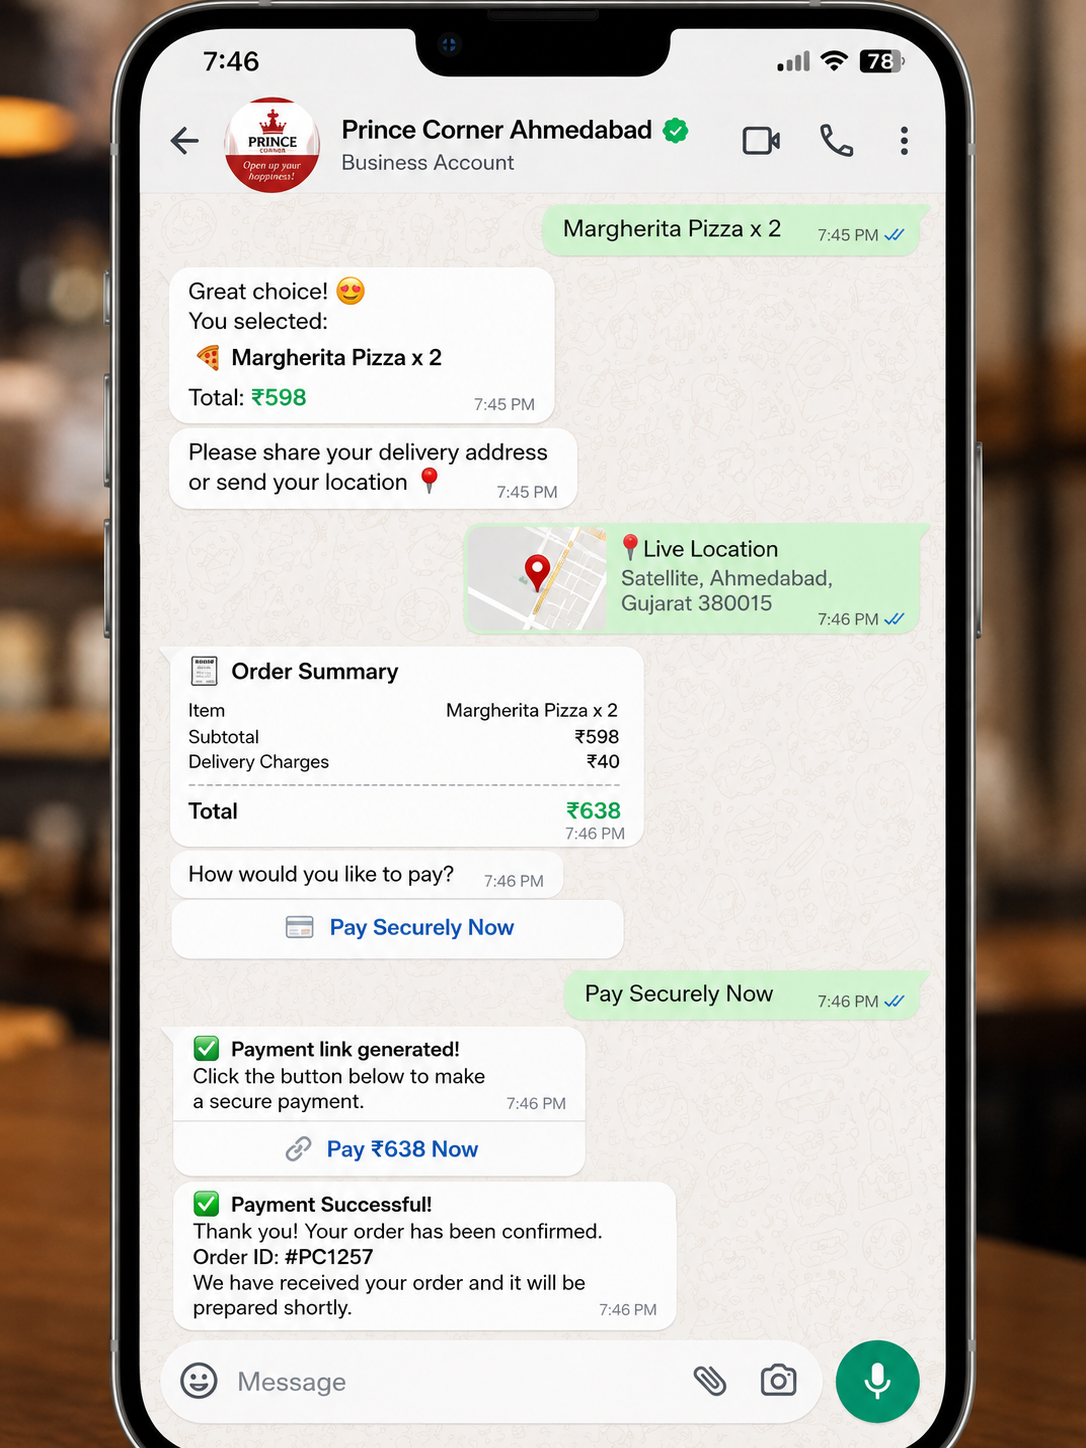 7:46
78
PRINCE
CORNER
Open up your
happiness!
Prince Corner Ahmedabad
Business Account
Margherita Pizza x 2
7:45 PM
Great choice! 😍
You selected:
🍕 Margherita Pizza x 2
Total: ₹598
7:45 PM
Please share your delivery address
or send your location 📍
7:45 PM
📍Live Location
Satellite, Ahmedabad,
Gujarat 380015
7:46 PM
Order Summary
Item Margherita Pizza x 2
Subtotal ₹598
Delivery Charges ₹40
Total ₹638
7:46 PM
How would you like to pay? 7:46 PM
Pay Securely Now
Pay Securely Now 7:46 PM
✅ Payment link generated!
Click the button below to make
a secure payment. 7:46 PM
Pay ₹638 Now
✅ Payment Successful!
Thank you! Your order has been confirmed.
Order ID: #PC1257
We have received your order and it will be
prepared shortly. 7:46 PM
Message